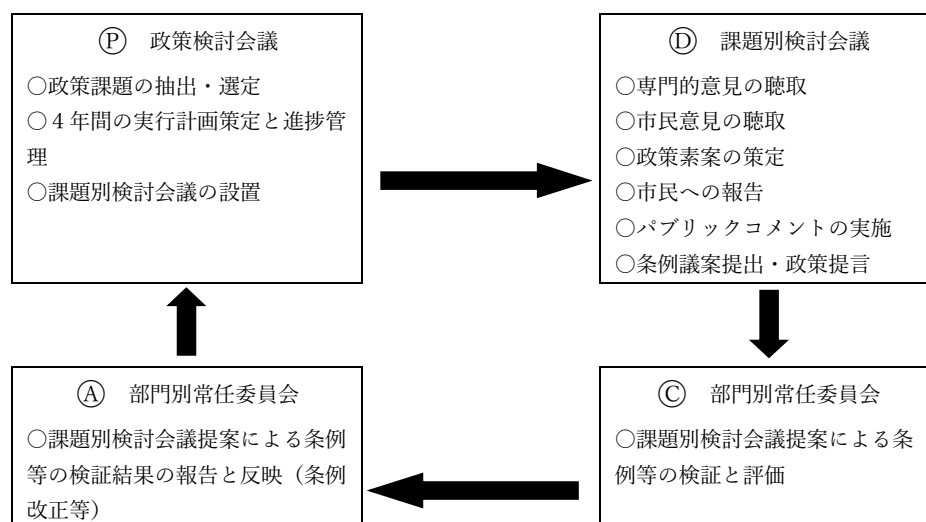 Ⓟ 政策検討会議
○政策課題の抽出・選定
○４年間の実行計画策定と進捗管
理
○課題別検討会議の設置
Ⓓ 課題別検討会議
○専門的意見の聴取
○市民意見の聴取
○政策素案の策定
○市民への報告
○パブリックコメントの実施
○条例議案提出・政策提言
Ⓒ 部門別常任委員会
○課題別検討会議提案による条
例等の検証と評価
Ⓐ 部門別常任委員会
○課題別検討会議提案による条例
等の検証結果の報告と反映（条例
改正等）